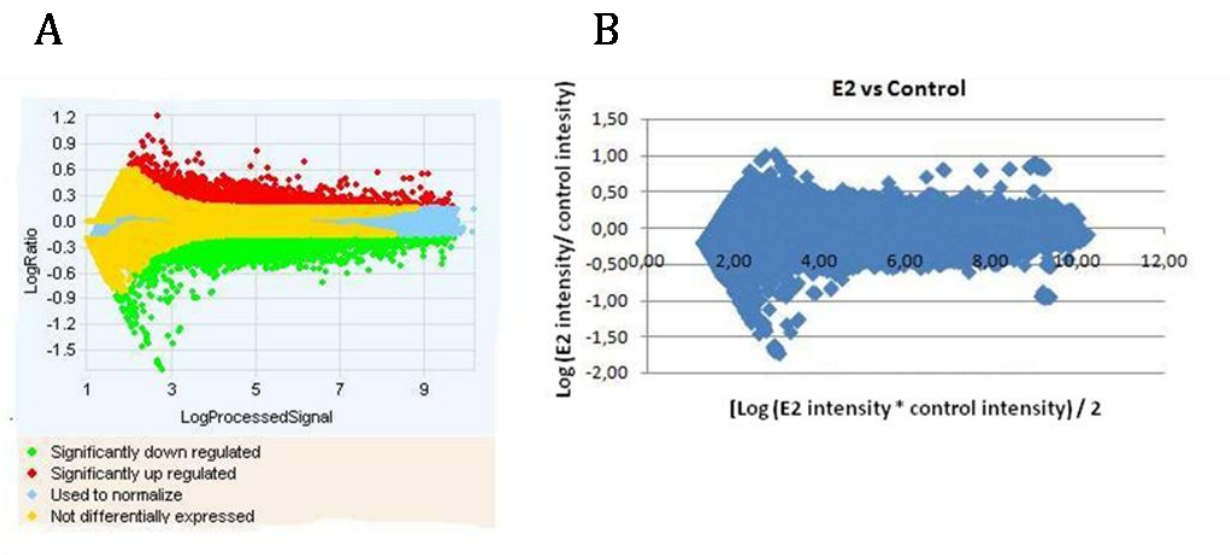 A
1.2
0.9
0.6
0.3
0.0
-0.3
-0.6
-0.9
-1.2
-1.5
LogRatio
1 3 5 7 9
LogProcessedSignal
Significantly down regulated
Significantly up regulated
Used to normalize
Not differentially expressed
B
E2 vs Control
Log (E2 intensity/ control intesity)
1,50
1,00
0,50
0,00
-0,50
-1,00
-1,50
-2,00
0,00 2,00 4,00 6,00 8,00 10,00 12,00
[Log (E2 intensity * control intensity) / 2